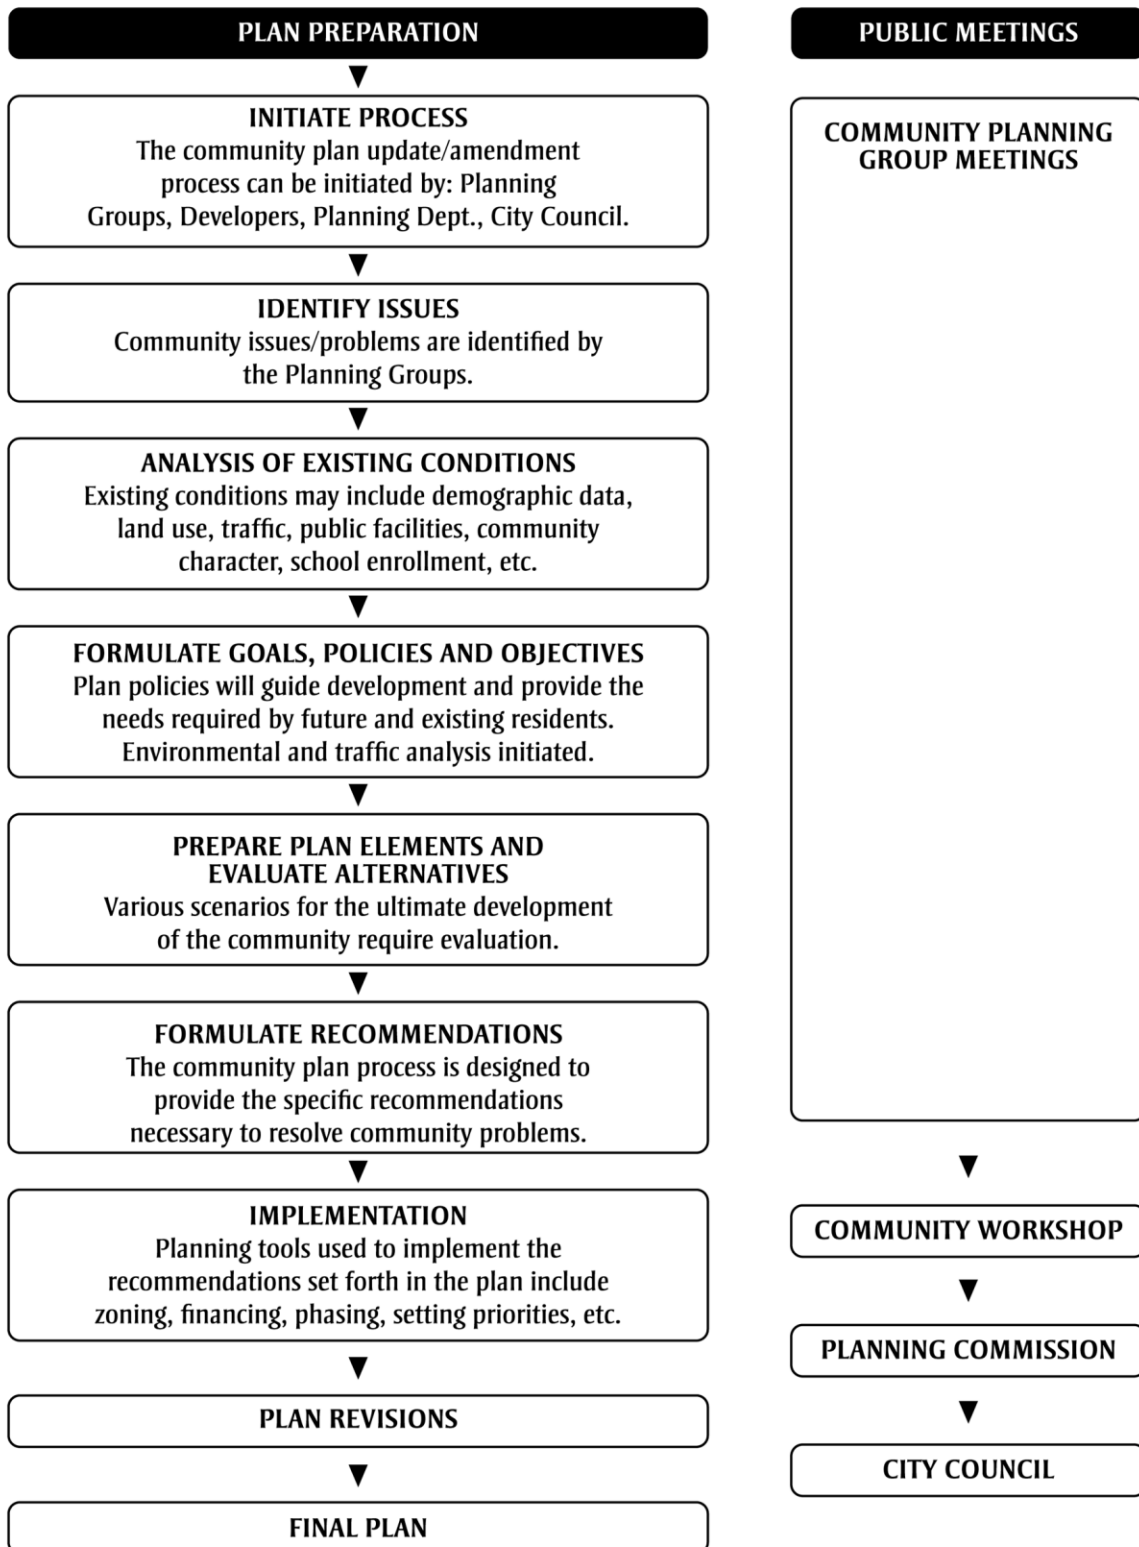 PLAN PREPARATION
INITIATE PROCESS
The community plan update/amendment
process can be initiated by: Planning
Groups, Developers, Planning Dept., City Council.
IDENTIFY ISSUES
Community issues/problems are identified by
the Planning Groups.
ANALYSIS OF EXISTING CONDITIONS
Existing conditions may include demographic data,
land use, traffic, public facilities, community
character, school enrollment, etc.
FORMULATE GOALS, POLICIES AND OBJECTIVES
Plan policies will guide development and provide the
needs required by future and existing residents.
Environmental and traffic analysis initiated.
PREPARE PLAN ELEMENTS AND
EVALUATE ALTERNATIVES
Various scenarios for the ultimate development
of the community require evaluation.
FORMULATE RECOMMENDATIONS
The community plan process is designed to
provide the specific recommendations
necessary to resolve community problems.
IMPLEMENTATION
Planning tools used to implement the
recommendations set forth in the plan include
zoning, financing, phasing, setting priorities, etc.
PLAN REVISIONS
FINAL PLAN
PUBLIC MEETINGS
COMMUNITY PLANNING
GROUP MEETINGS
COMMUNITY WORKSHOP
PLANNING COMMISSION
CITY COUNCIL